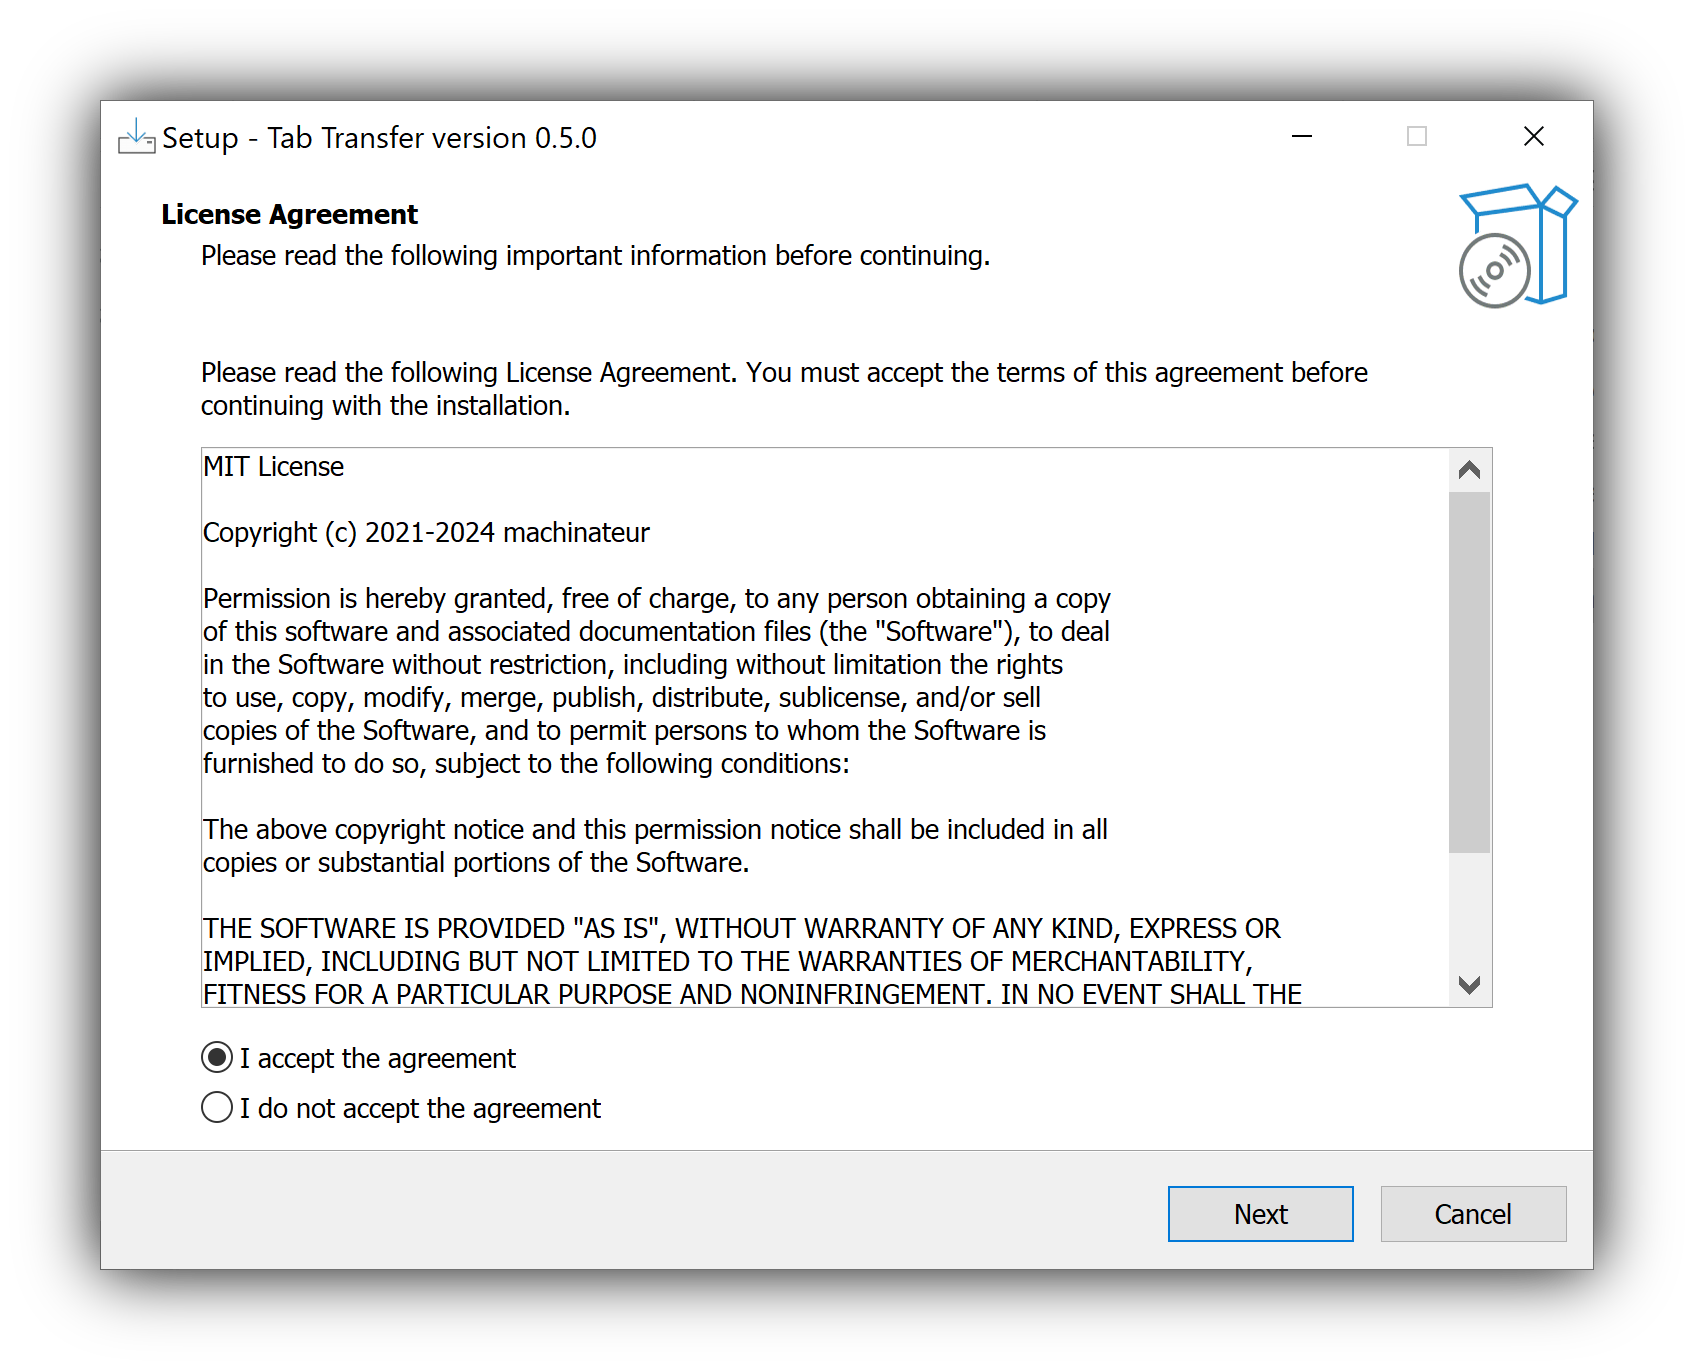 Setup - Tab Transfer version 0.5.0
License Agreement
Please read the following important information before continuing.
Please read the following License Agreement. You must accept the terms of this agreement before
continuing with the installation.
MIT License
Copyright (c) 2021-2024 machinateur
Permission is hereby granted, free of charge, to any person obtaining a copy
of this software and associated documentation files (the "Software"), to deal
in the Software without restriction, including without limitation the rights
to use, copy, modify, merge, publish, distribute, sublicense, and/or sell
copies of the Software, and to permit persons to whom the Software is
furnished to do so, subject to the following conditions:
The above copyright notice and this permission notice shall be included in all
copies or substantial portions of the Software.
THE SOFTWARE IS PROVIDED "AS IS", WITHOUT WARRANTY OF ANY KIND, EXPRESS OR
IMPLIED, INCLUDING BUT NOT LIMITED TO THE WARRANTIES OF MERCHANTABILITY,
FITNESS FOR A PARTICULAR PURPOSE AND NONINFRINGEMENT. IN NO EVENT SHALL THE
I accept the agreement
I do not accept the agreement
Next
Cancel